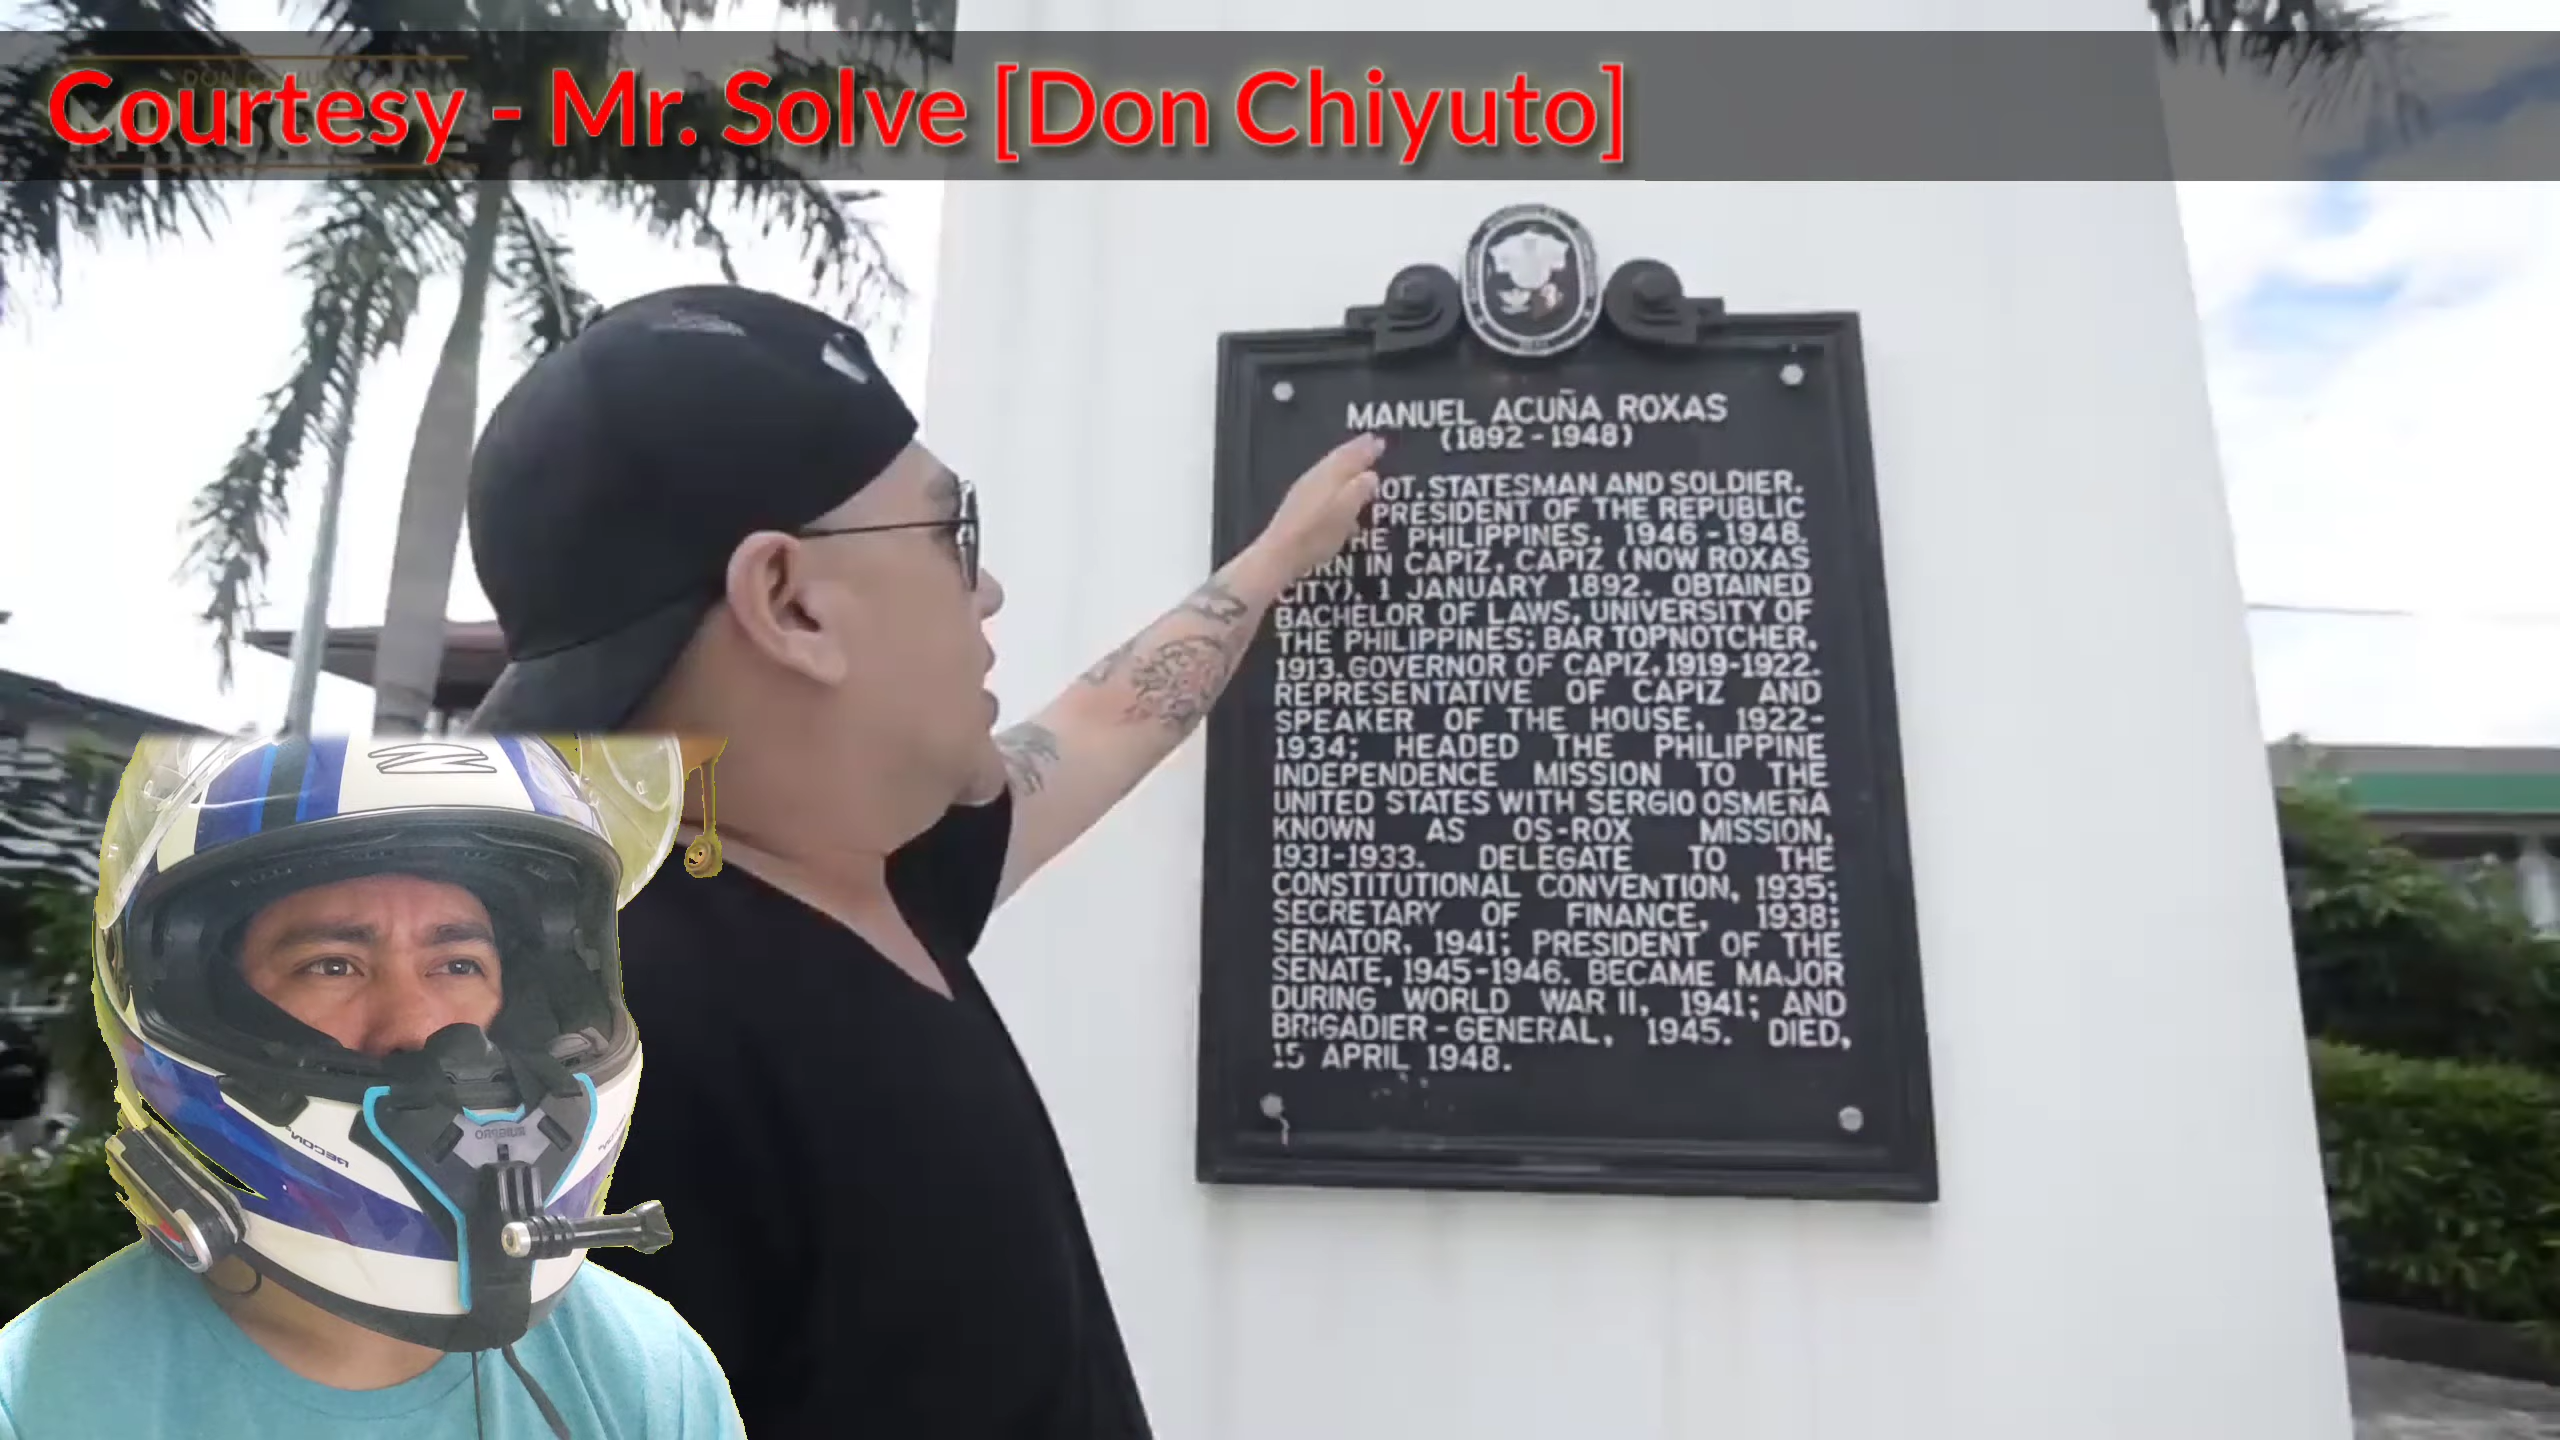 Courtesy - Mr. Solve [Don Chiyuto]
MANUEL ACUÑA ROXAS
(1892-1948)
STATESMAN AND SOLDIER.
PRESIDENT OF THE REPUBLIC
PHILIPPINES, 1946-1948.
IN CAPIZ, CAPIZ (NOW ROXAS
CITY), 1 JANUARY 1892. OBTAINED
BACHELOR OF LAWS, UNIVERSITY OF
THE PHILIPPINES; BAR TOPNOTCHER,
1913. GOVERNOR OF CAPIZ, 1919-1922.
REPRESENTATIVE OF CAPIZ AND
SPEAKER OF THE HOUSE, 1922-
1934; HEADED THE PHILIPPINE
INDEPENDENCE MISSION TO THE
UNITED STATES WITH SERGIO OSMEÑA
KNOWN AS OS-ROX MISSION,
1931-1933. DELEGATE TO THE
CONSTITUTIONAL CONVENTION, 1935;
SECRETARY OF FINANCE, 1938;
SENATOR, 1941; PRESIDENT OF THE
SENATE, 1945-1946. BECAME MAJOR
DURING WORLD WAR II, 1941; AND
BRIGADIER-GENERAL, 1945. DIED,
15 APRIL 1948.